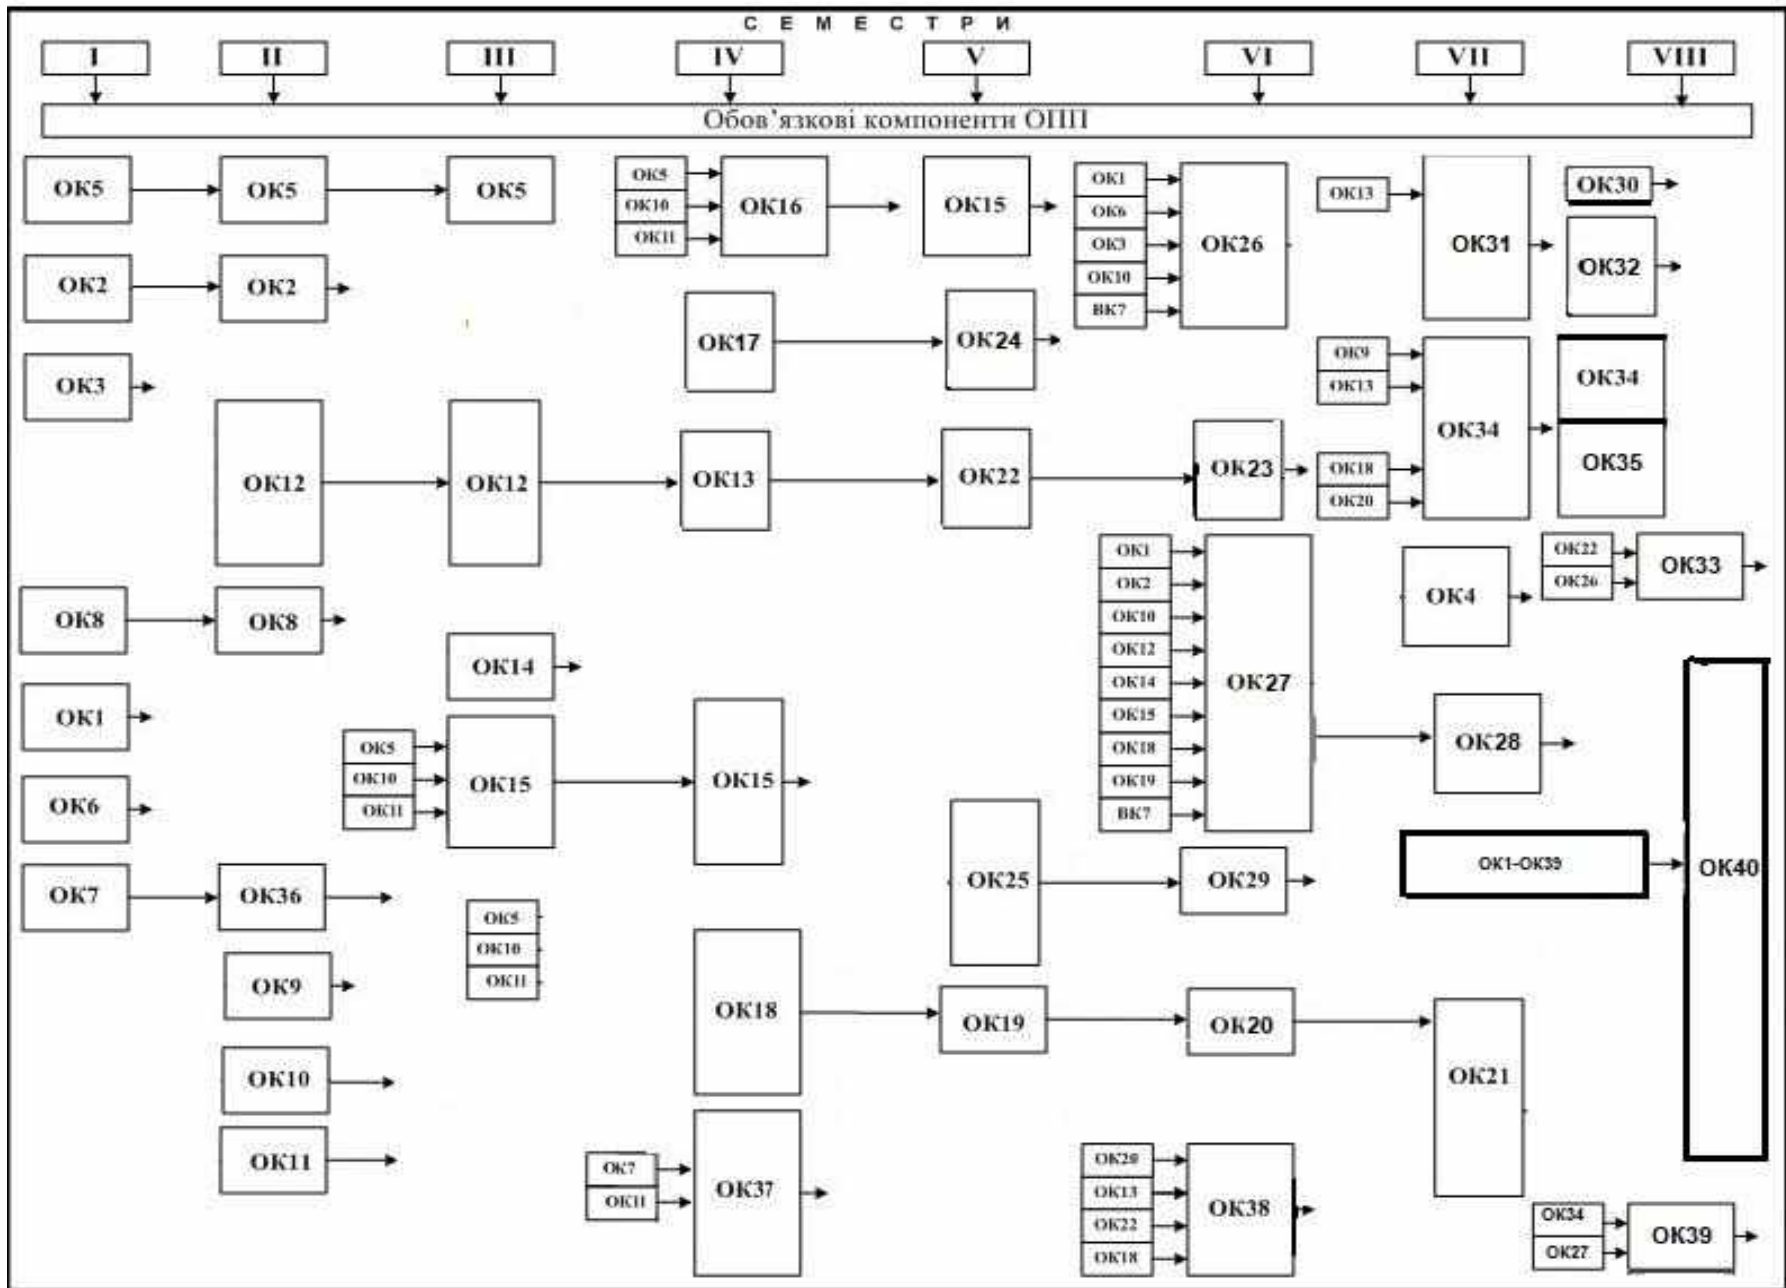 СЕМЕСТРИ
I II III IV V VI VII VIII
Обов’язкові компоненти ОПП
ОК5 ОК5 ОК5
ОК5
ОК10
ОК11
ОК16
ОК15
ОК1
ОК6
ОК3
ОК10
ВК7
ОК26
ОК13
ОК31
ОК30
ОК32
ОК2 ОК2
ОК17 ОК24
ОК3
ОК9
ОК13
ОК18
ОК20
ОК34
ОК34
ОК35
ОК12 ОК12 ОК13 ОК22 ОК23
ОК1
ОК2
ОК10
ОК12
ОК14
ОК15
ОК18
ОК19
ВК7
ОК27
ОК4
ОК22
ОК26
ОК33
ОК8 ОК8
ОК14
ОК28
ОК1
ОК5
ОК10
ОК11
ОК15
ОК15
ОК6
ОК1-ОК39
ОК40
ОК7 ОК36
ОК25 ОК29
ОК5
ОК10
ОК11
ОК9
ОК18 ОК19 ОК20 ОК21
ОК10
ОК11
ОК7
ОК11
ОК37
ОК20
ОК13
ОК22
ОК18
ОК38
ОК34
ОК27
ОК39